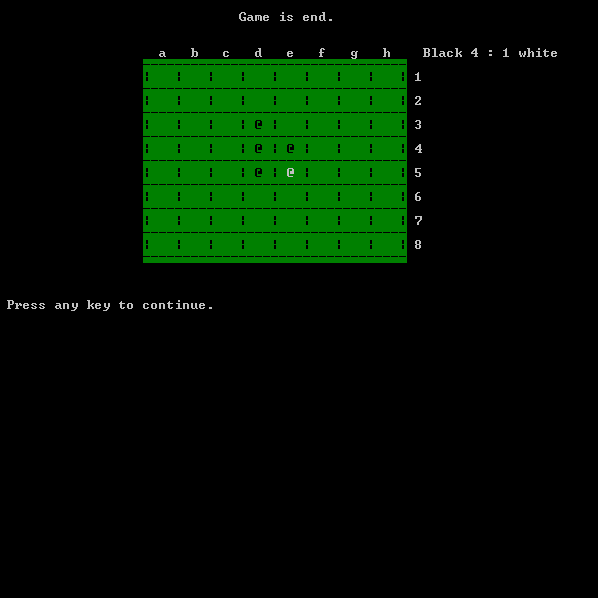 Game is end.
a b c d e f g h Black 4 : 1 white
1
2
@ 3
@ @ 4
@ @ 5
6
7
8
Press any key to continue.